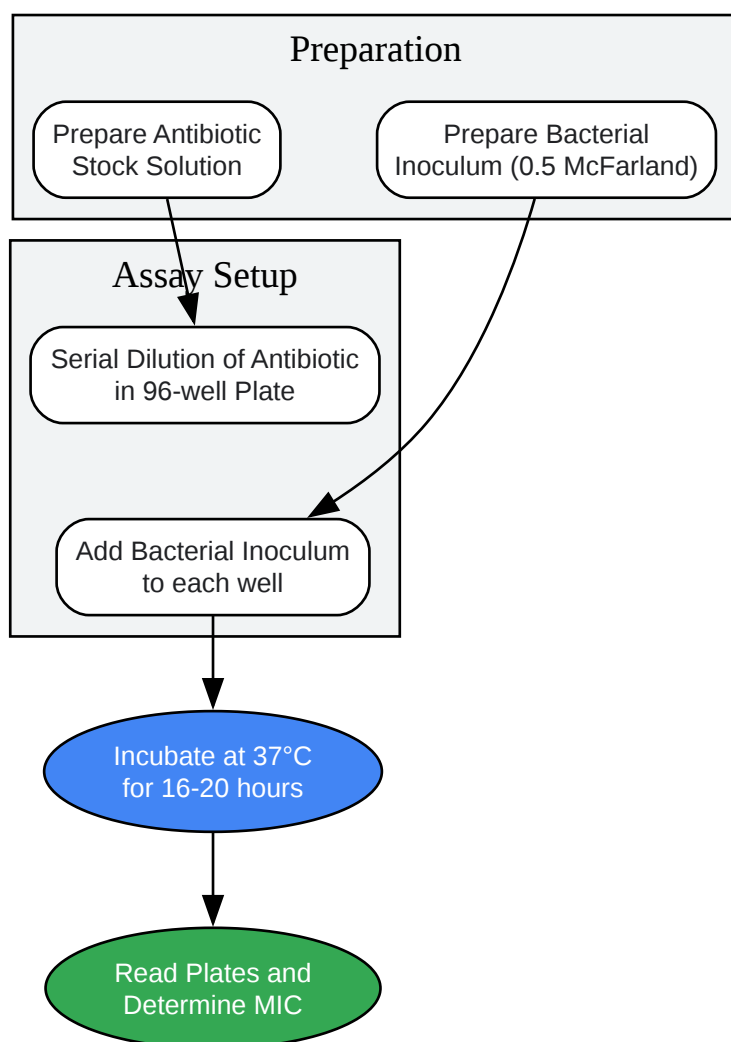 Preparation
Prepare Antibiotic
Stock Solution
Prepare Bacterial
Inoculum (0.5 McFarland)
Assay Setup
Serial Dilution of Antibiotic
in 96-well Plate
Add Bacterial Inoculum
to each well
Incubate at 37°C
for 16-20 hours
Read Plates and
Determine MIC